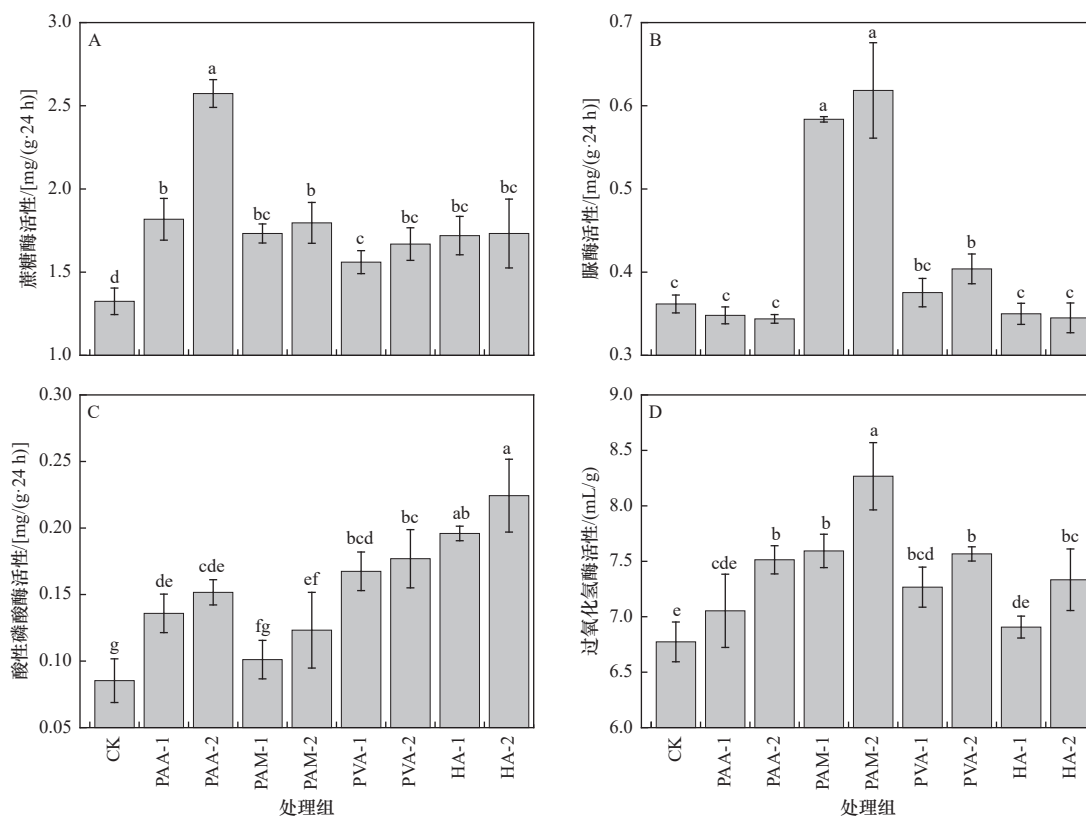 A
蔗糖酶活性/[mg/(g·24 h)]
3.0
2.5
2.0
1.5
1.0
d
b
a
bc
b
c
bc
bc
bc
B
脲酶活性/[mg/(g·24 h)]
0.7
0.6
0.5
0.4
0.3
c
c
c
a
a
bc
b
c
c
C
酸性磷酸酶活性/[mg/(g·24 h)]
0.30
0.25
0.20
0.15
0.10
0.05
g
de
cde
fg
ef
bcd
bc
ab
a
CK
PAA-1
PAA-2
PAM-1
PAM-2
PVA-1
PVA-2
HA-1
HA-2
处理组
D
过氧化氢酶活性/(mL/g)
9.0
8.5
8.0
7.5
7.0
6.5
6.0
e
cde
b
b
a
bcd
b
de
bc
CK
PAA-1
PAA-2
PAM-1
PAM-2
PVA-1
PVA-2
HA-1
HA-2
处理组